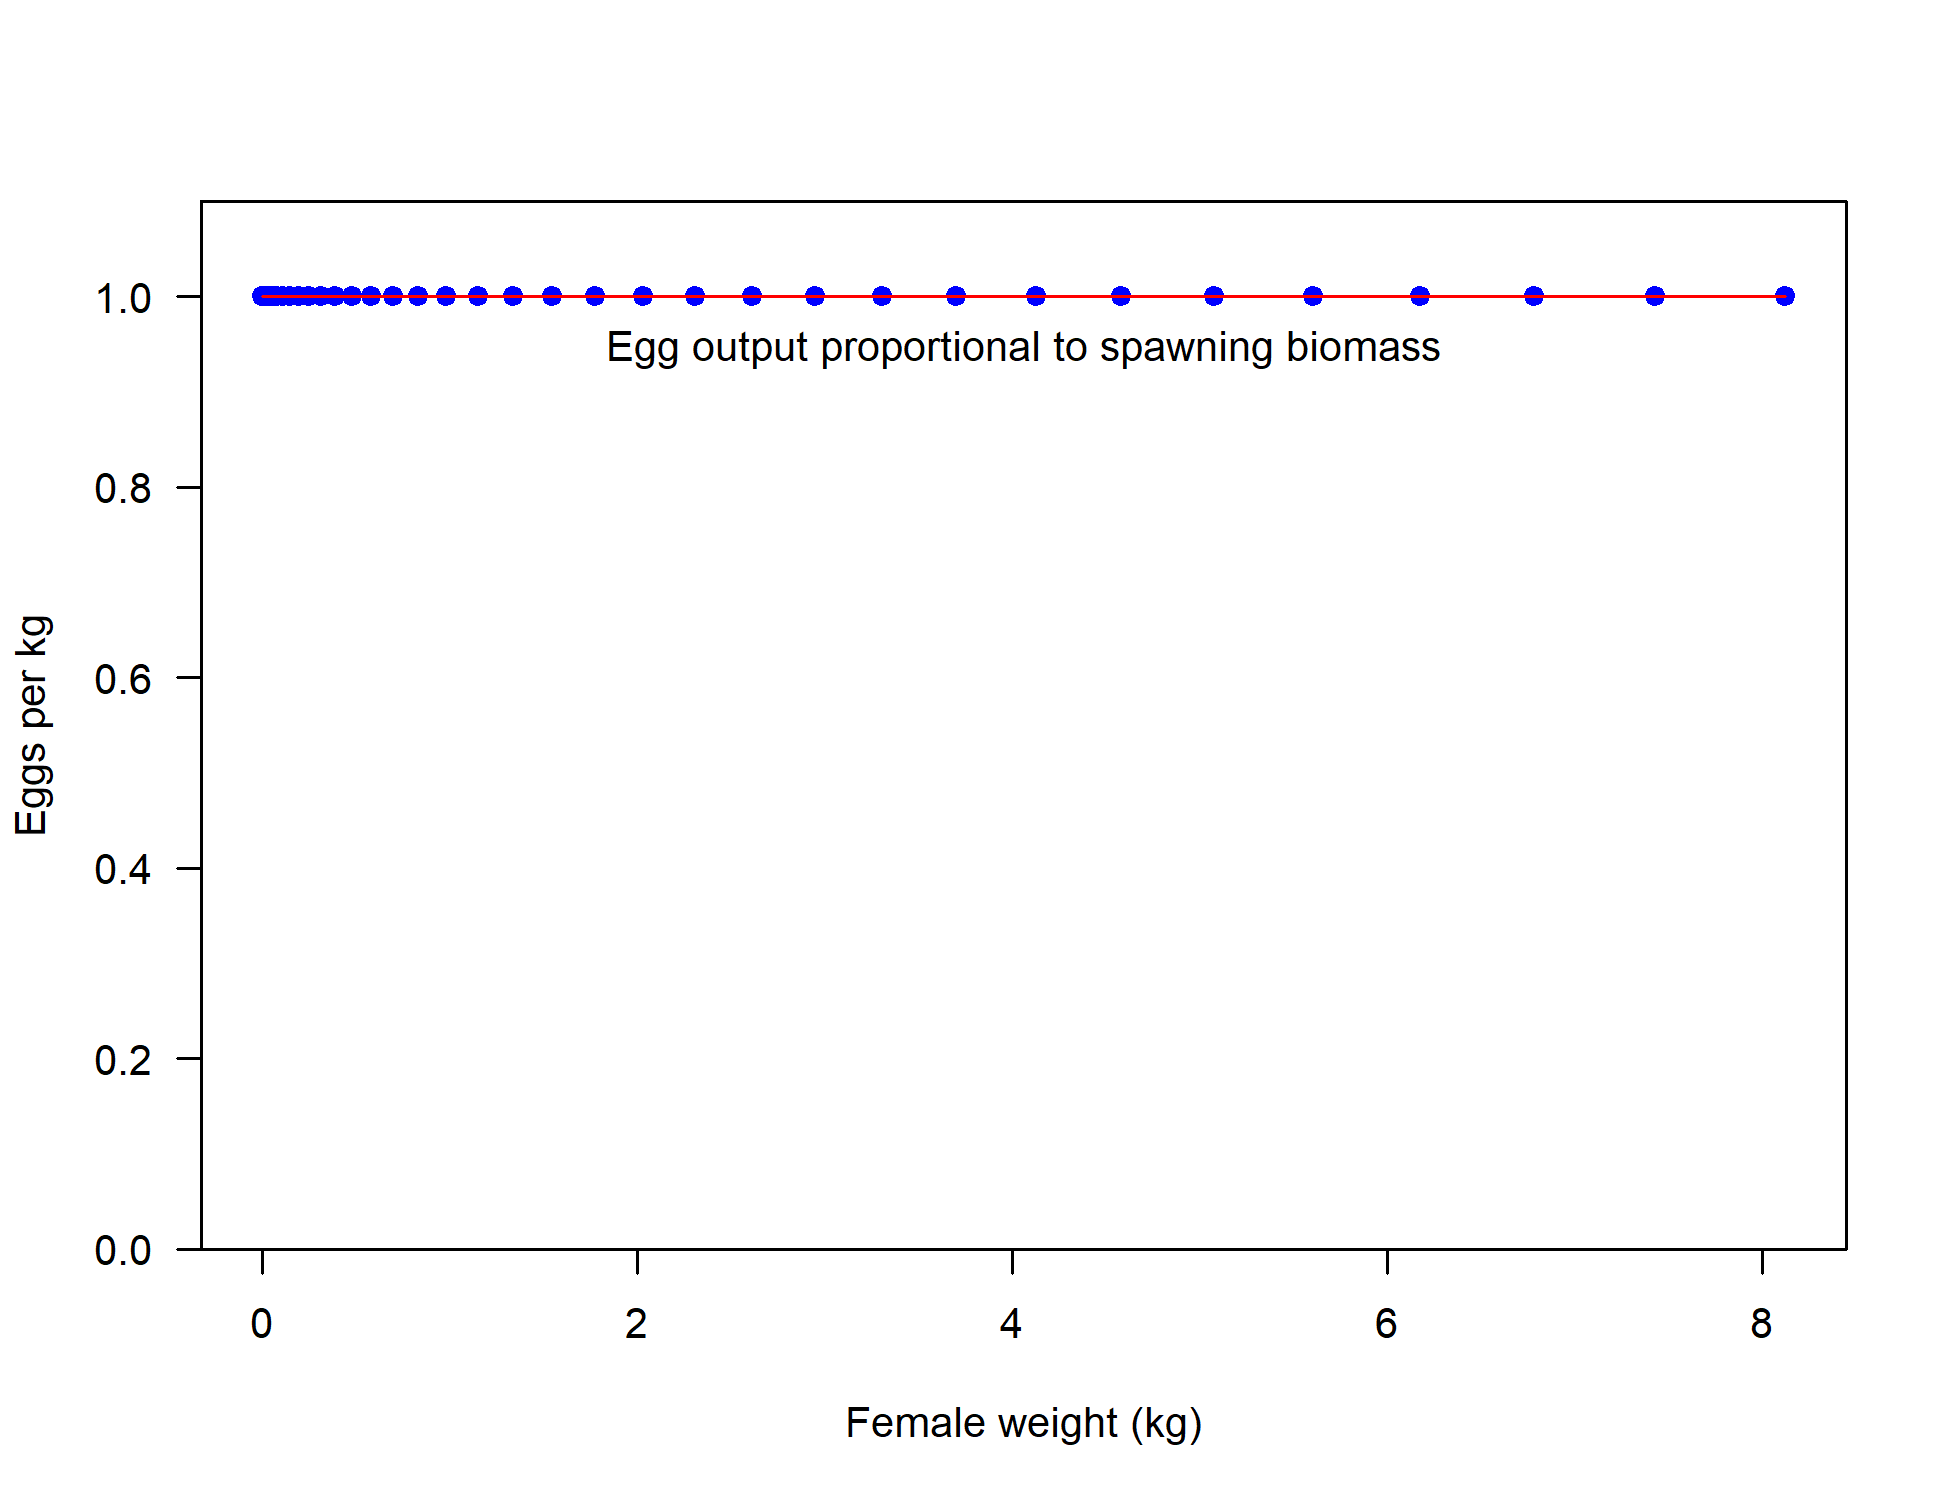 1.0
Egg output proportional to spawning biomass
0.8
0.6
0.4
0.2
0.0
Eggs per kg
0 2 4 6 8
Female weight (kg)